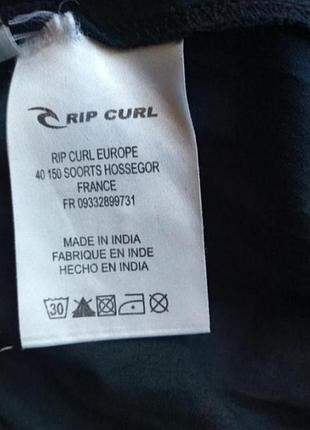 RIP CURL
RIP CURL EUROPE
40 150 SOORTS HOSSEGOR
FRANCE
FR 09332899731
MADE IN INDIA
FABRIQUE EN INDE
HECHO EN INDIA
30